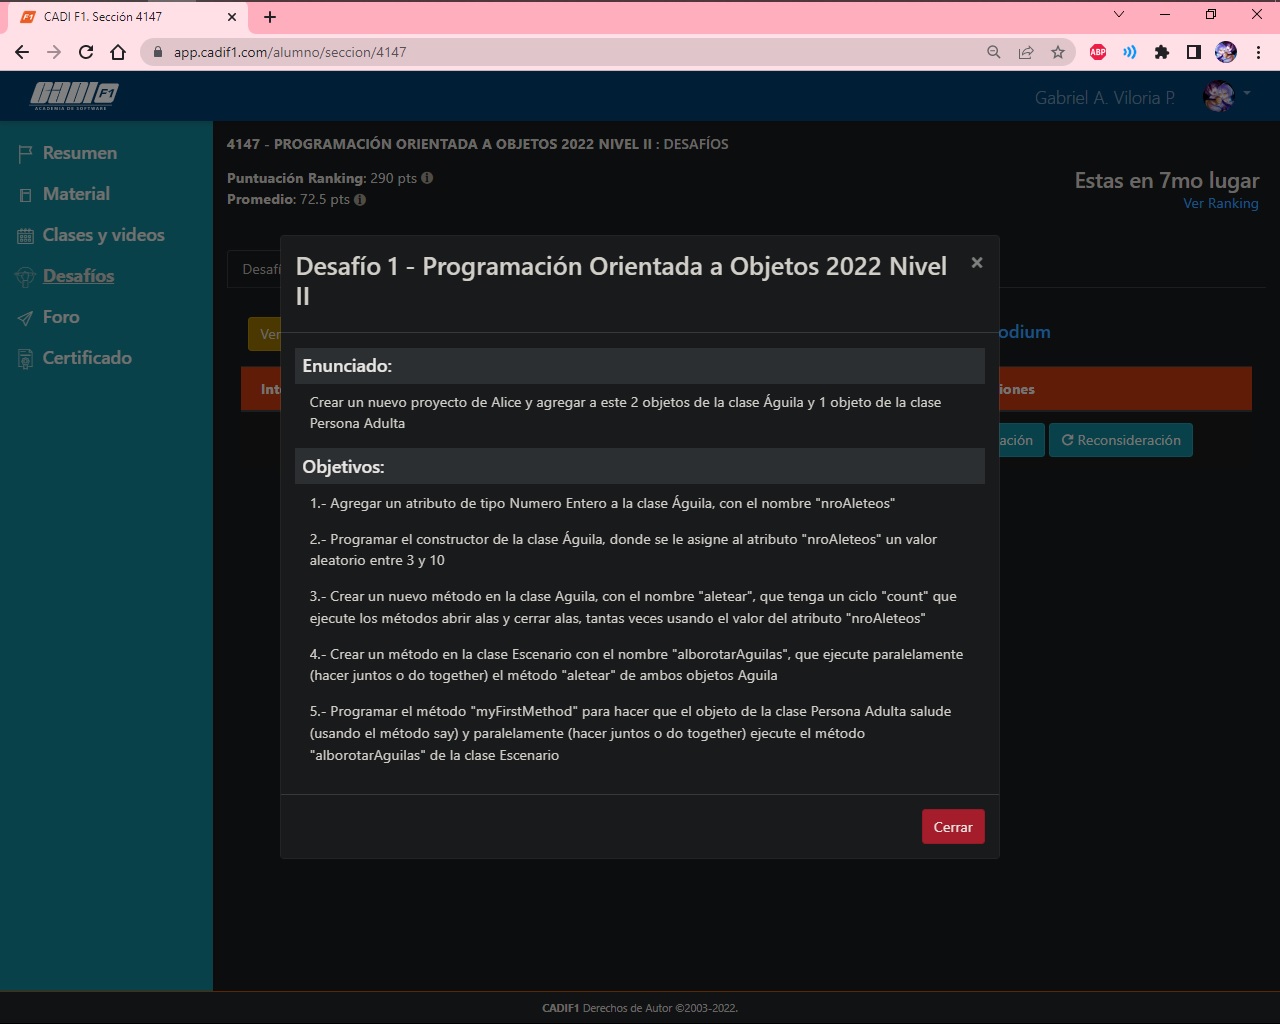 CADI F1. Sección 4147
app.cadif1.com/alumno/seccion/4147
ABP
CADI F1
ACADEMIA DE SOFTWARE
Gabriel A. Viloria P.
Resumen
Material
Clases y videos
Desafíos
Foro
Certificado
4147 - PROGRAMACIÓN ORIENTADA A OBJETOS 2022 NIVEL II : DESAFÍOS
Puntuación Ranking: 290 pts
Promedio: 72.5 pts
Estas en 7mo lugar
Ver Ranking
Desafí
Ver
odium
Int
iones
ación
Reconsideración
Desafío 1 - Programación Orientada a Objetos 2022 Nivel
II
×
Enunciado:
Crear un nuevo proyecto de Alice y agregar a este 2 objetos de la clase Águila y 1 objeto de la clase
Persona Adulta
Objetivos:
1.- Agregar un atributo de tipo Numero Entero a la clase Águila, con el nombre "nroAleteos"
2.- Programar el constructor de la clase Águila, donde se le asigne al atributo "nroAleteos" un valor
aleatorio entre 3 y 10
3.- Crear un nuevo método en la clase Aguila, con el nombre "aletear", que tenga un ciclo "count" que
ejecute los métodos abrir alas y cerrar alas, tantas veces usando el valor del atributo "nroAleteos"
4.- Crear un método en la clase Escenario con el nombre "alborotarAguilas", que ejecute paralelamente
(hacer juntos o do together) el método "aletear" de ambos objetos Aguila
5.- Programar el método "myFirstMethod" para hacer que el objeto de la clase Persona Adulta salude
(usando el método say) y paralelamente (hacer juntos o do together) ejecute el método
"alborotarAguilas" de la clase Escenario
Cerrar
CADIF1 Derechos de Autor ©2003-2022.